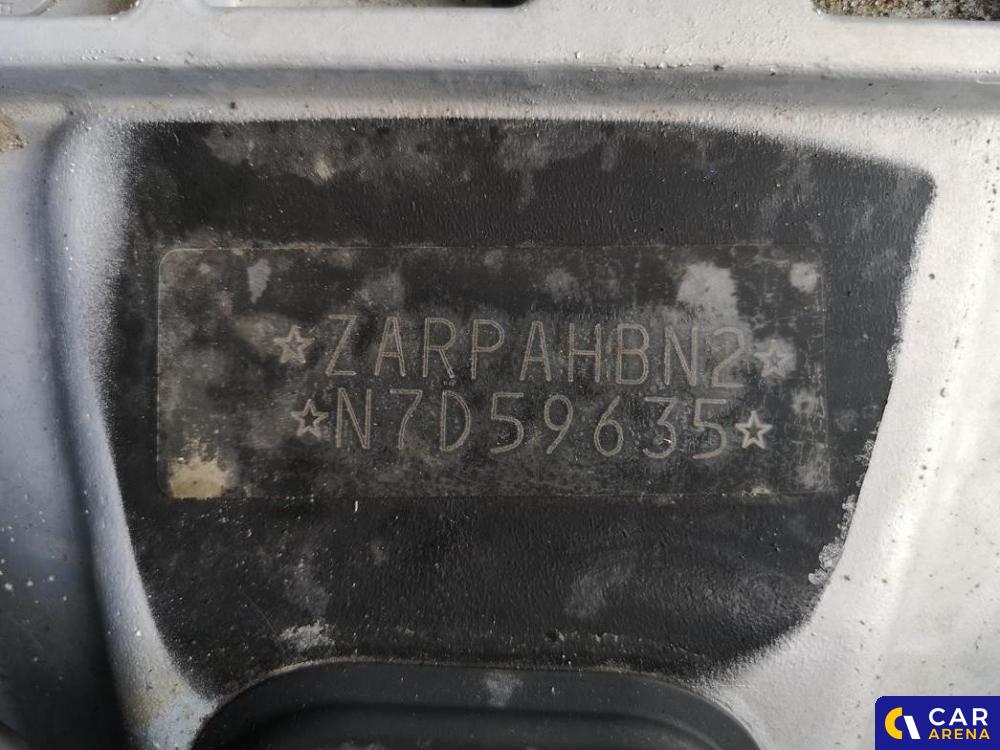 ☆ZARPAHBN2☆
☆N7D59635☆
CAR
ARENA